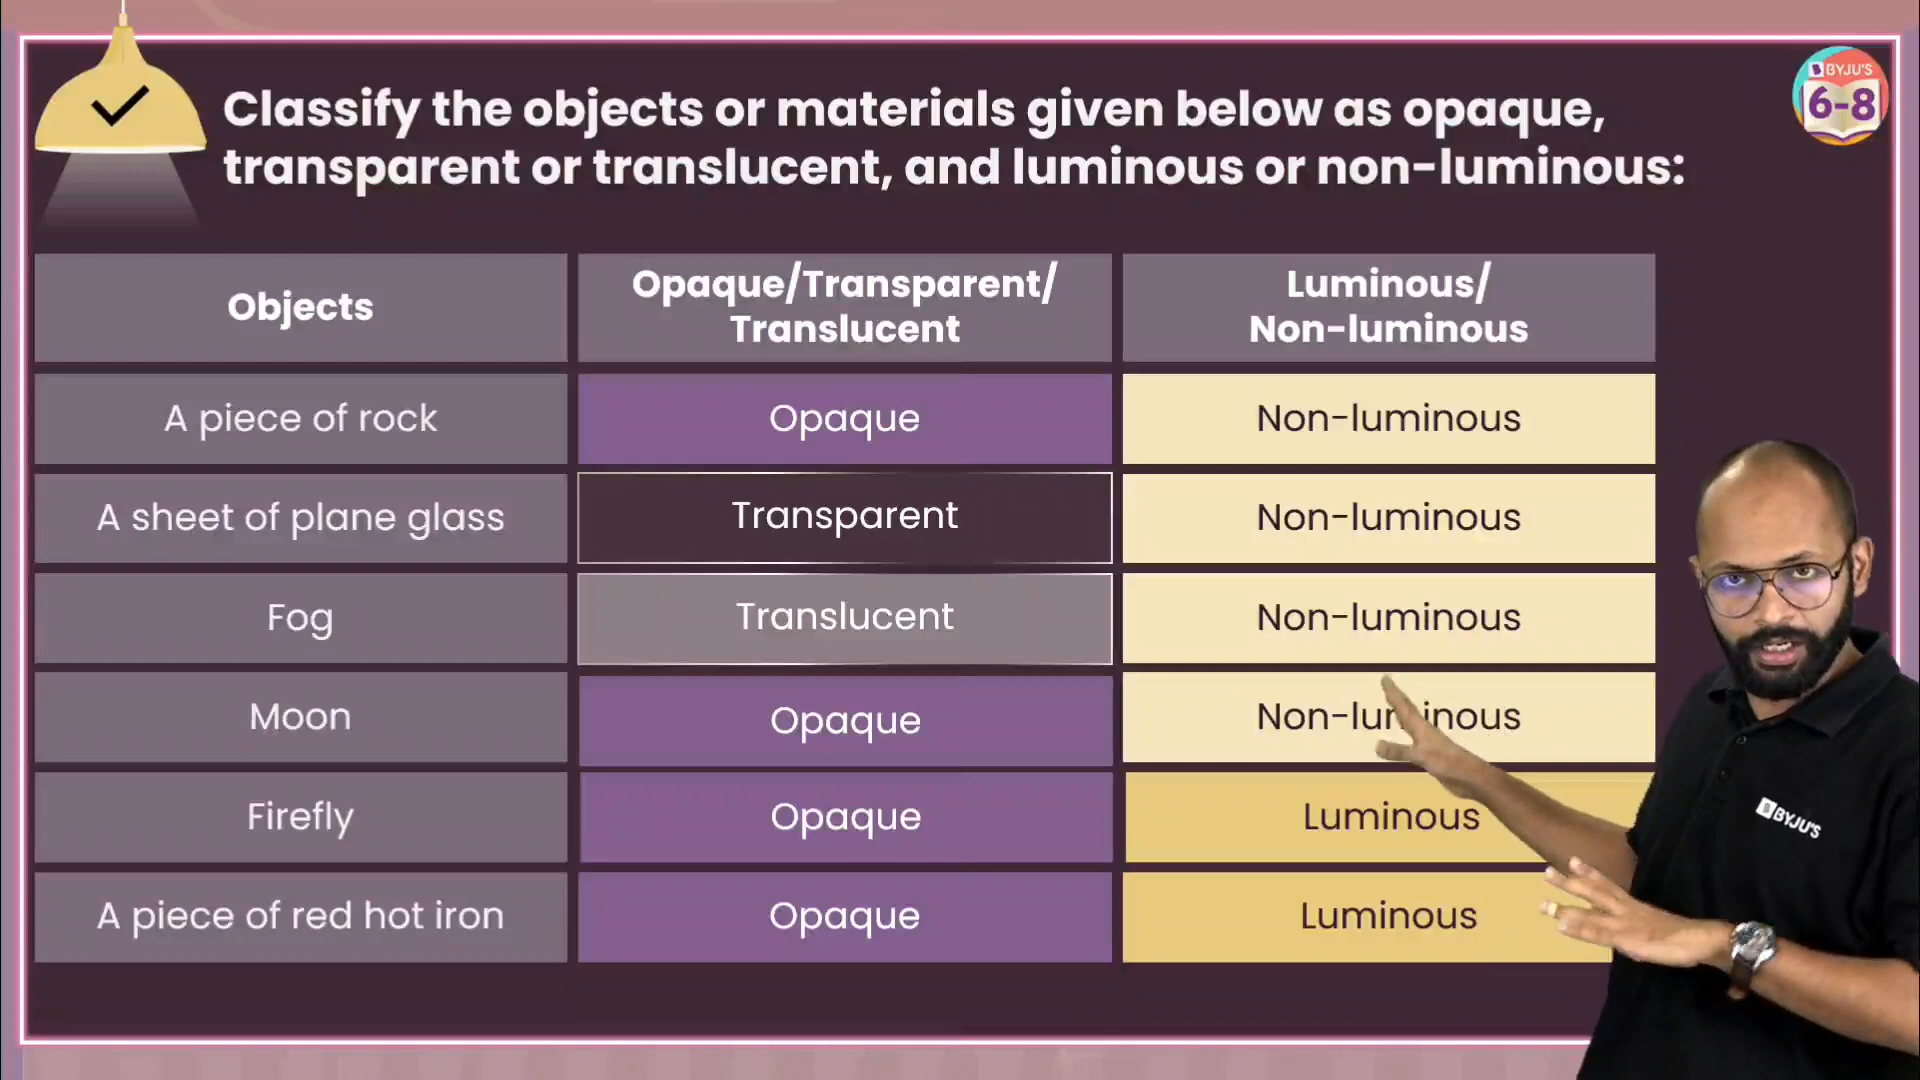 Classify the objects or materials given below as opaque,
transparent or translucent, and luminous or non-luminous:
BYJU'S
6-8
Objects
Opaque/Transparent/
Translucent
Luminous/
Non-luminous
A piece of rock
Opaque
Non-luminous
A sheet of plane glass
Transparent
Non-luminous
Fog
Translucent
Non-luminous
Moon
Opaque
Non-luminous
Firefly
Opaque
Luminous
A piece of red hot iron
Opaque
Luminous
BYJU'S